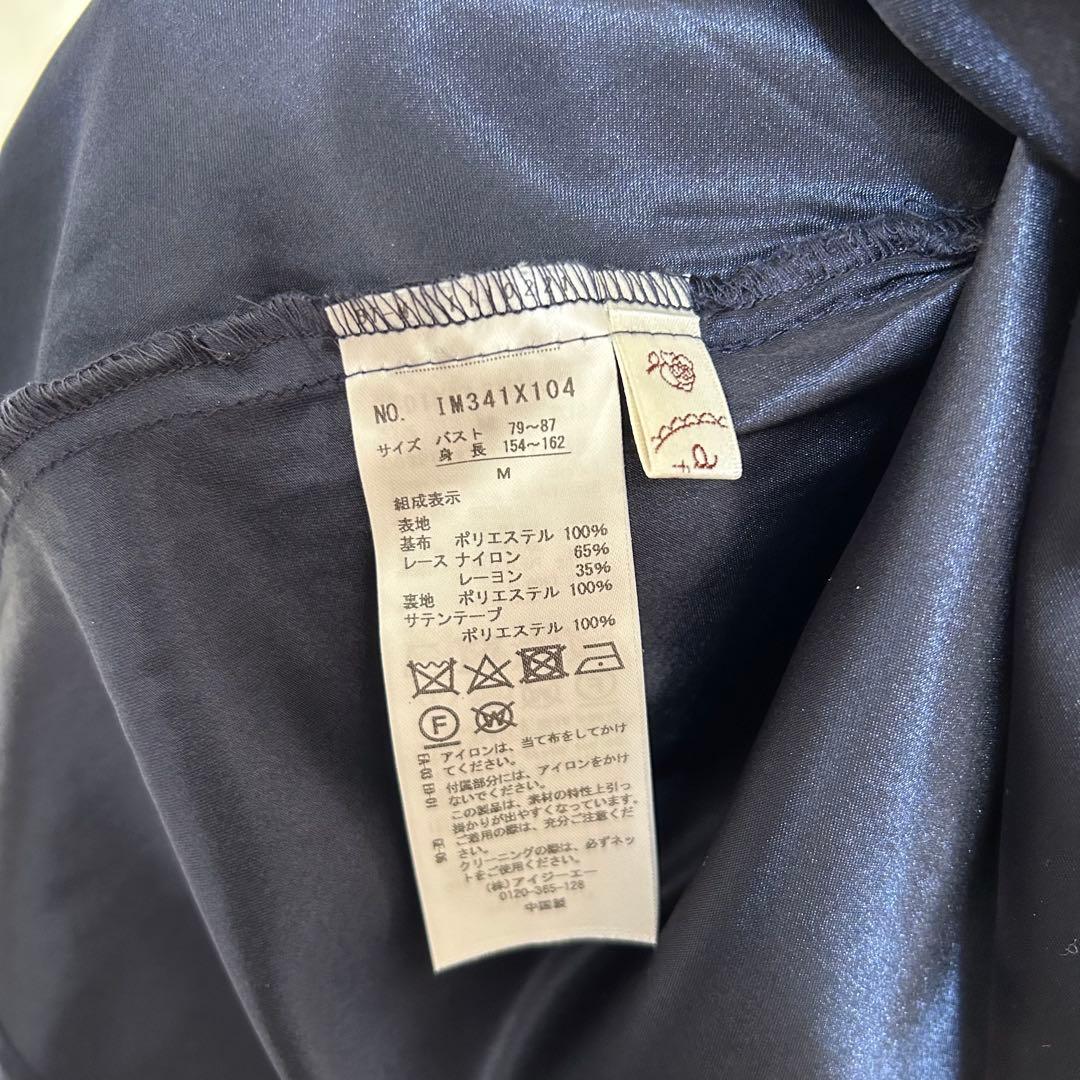 NO. IM341X104
サイズ バスト 79～87
身長 154～162
M
組成表示
表地
基布 ポリエステル 100%
レース ナイロン 65%
レーヨン 35%
裏地 ポリエステル 100%
サテンテープ
ポリエステル 100%
F W
アイロンは、当て布をしてかけ
てください。
付属部分には、アイロンをかけ
ないでください。
この製品は、素材の特性上引っ
掛かりが出やすくなっています。
ご着用の際は、充分ご注意くだ
さい。
クリーニングの際は、必ずネッ
トをご使用ください。
(株)アイジーエー
0120-365-128
中国製